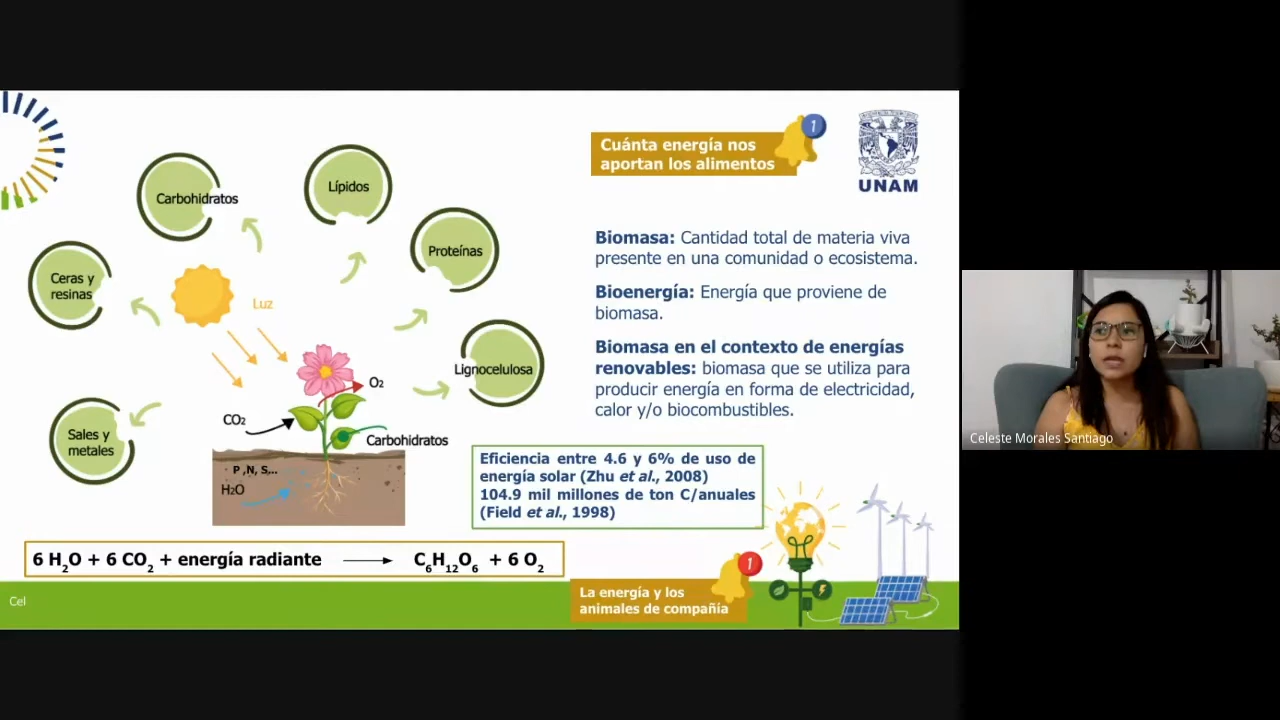 Cuánta energía nos
aportan los alimentos
1
UNAM
Carbohidratos
Lípidos
Proteínas
Ceras y
resinas
Luz
Lignocelulosa
Sales y
metales
O2
CO2
Carbohidratos
P ,N, S,..
H2O
Biomasa: Cantidad total de materia viva
presente en una comunidad o ecosistema.
Bioenergía: Energía que proviene de
biomasa.
Biomasa en el contexto de energías
renovables: biomasa que se utiliza para
producir energía en forma de electricidad,
calor y/o biocombustibles.
Eficiencia entre 4.6 y 6% de uso de
energía solar (Zhu et al., 2008)
104.9 mil millones de ton C/anuales
(Field et al., 1998)
6 H2O + 6 CO2 + energía radiante → C6H12O6 + 6 O2
1
La energía y los
animales de compañía
Cel
Celeste Morales Santiago